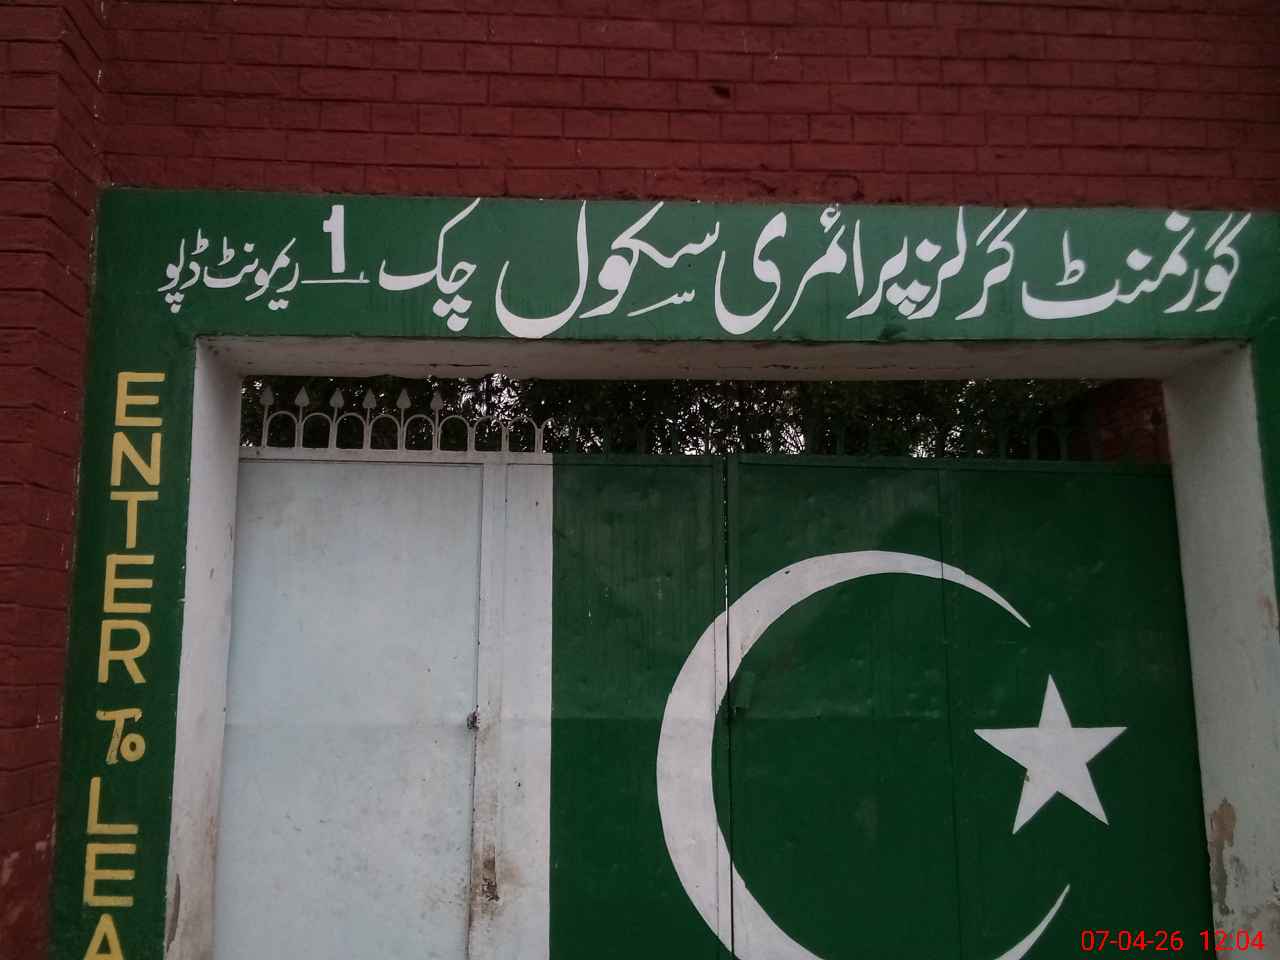 گورنمنٹ گرلز پرائمری سکول چک 1 ریمونٹ ڈپو
ENTER To LEA
07-04-26 12:04